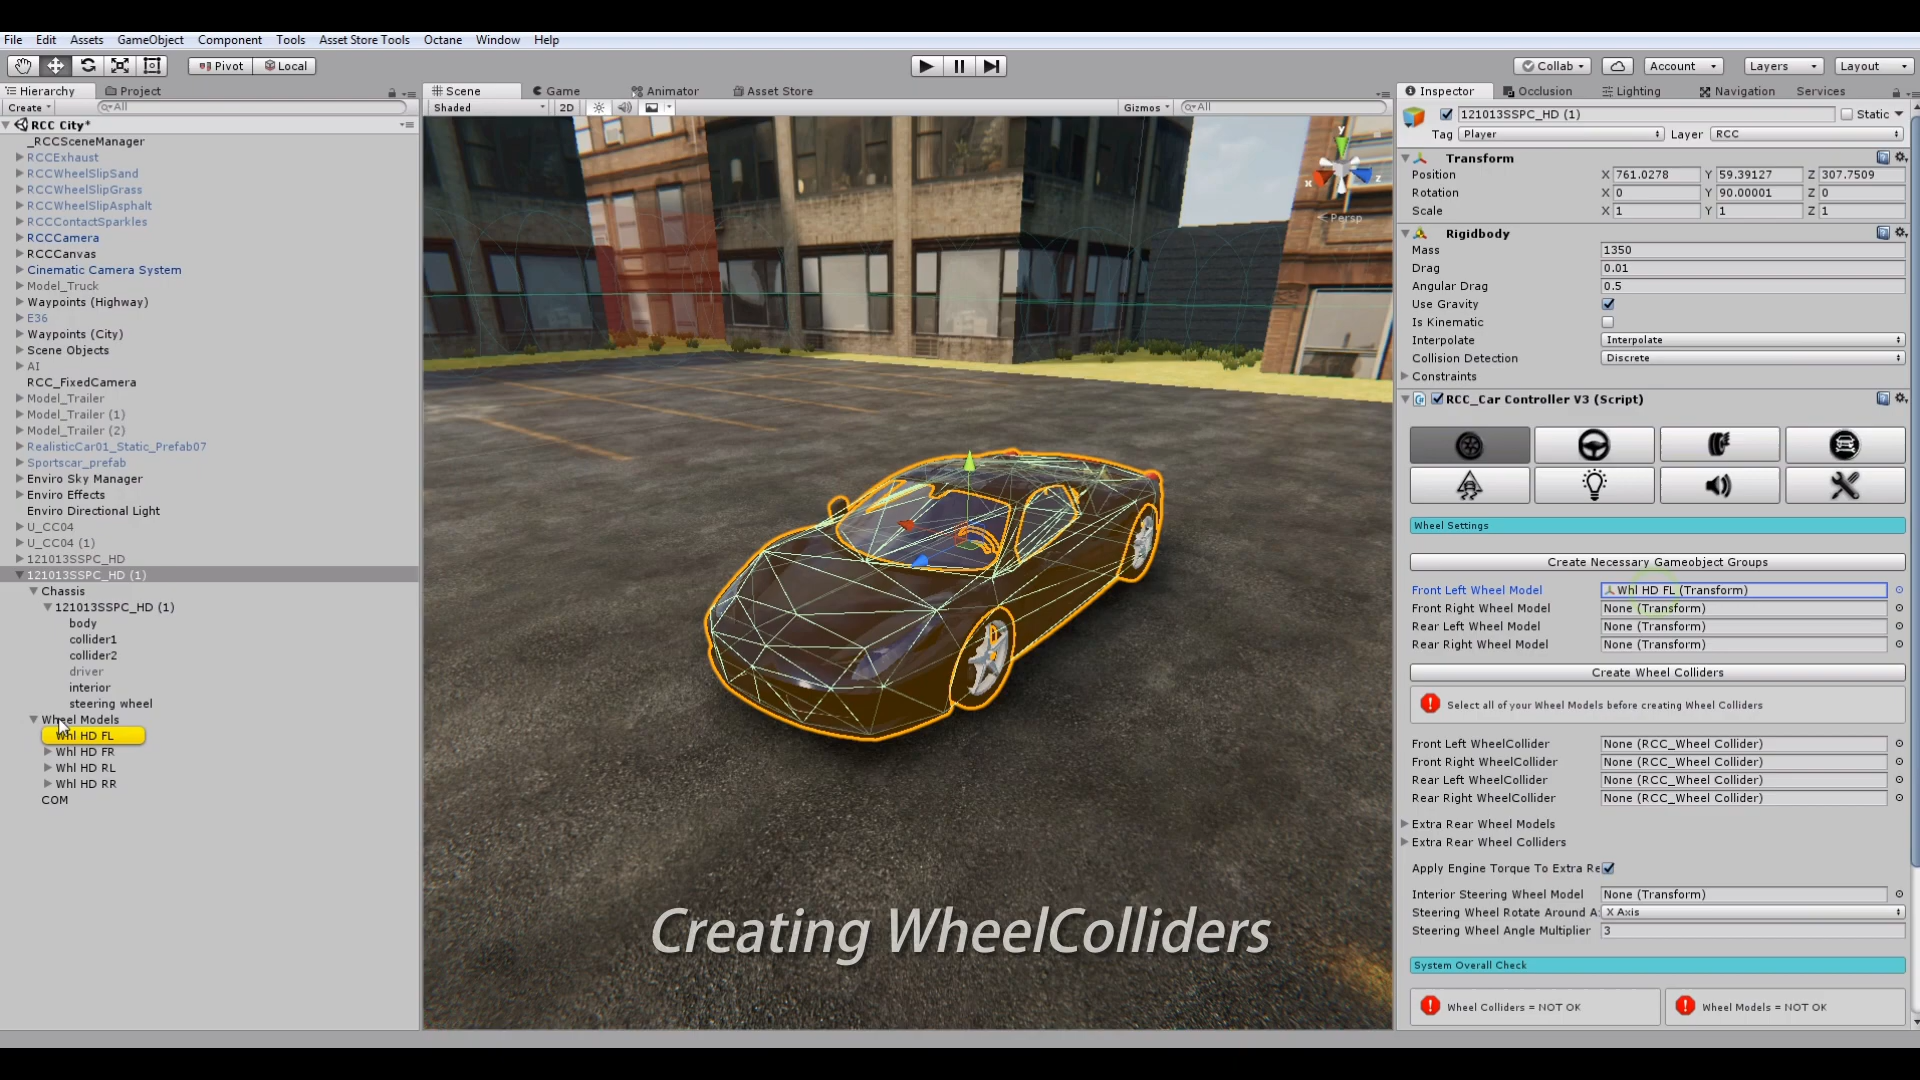 File Edit Assets GameObject Component Tools Asset Store Tools Octane Window Help
Pivot Local Collab Account Layers Layout
Hierarchy Project
Create All
RCC City*
_RCCSceneManager
RCCExhaust
RCCWheelSlipSand
RCCWheelSlipGrass
RCCWheelSlipAsphalt
RCCContactSparkles
RCCCamera
RCCCanvas
Cinematic Camera System
Model_Truck
Waypoints (Highway)
E36
Waypoints (City)
Scene Objects
AI
RCC_FixedCamera
Model_Trailer
Model_Trailer (1)
Model_Trailer (2)
RealisticCar01_Static_Prefab07
Sportscar_prefab
Enviro Sky Manager
Enviro Effects
Enviro Directional Light
U_CC04
U_CC04 (1)
121013SSPC_HD
121013SSPC_HD (1)
Chassis
121013SSPC_HD (1)
body
collider1
collider2
driver
interior
steering wheel
Wheel Models
Whl HD FL
Whl HD FR
Whl HD RL
Whl HD RR
COM
Scene Game Animator Asset Store
Shaded 2D Gizmos All
y
x z
Persp
Creating WheelColliders
Inspector Occlusion Lighting Navigation Services
121013SSPC_HD (1) Static
Tag Player Layer RCC
Transform
Position X 761.0278 Y 59.39127 Z 307.7509
Rotation X 0 Y 90.00001 Z 0
Scale X 1 Y 1 Z 1
Rigidbody
Mass 1350
Drag 0.01
Angular Drag 0.5
Use Gravity
Is Kinematic
Interpolate Interpolate
Collision Detection Discrete
Constraints
RCC_Car Controller V3 (Script)
Wheel Settings
Create Necessary Gameobject Groups
Front Left Wheel Model Whl HD FL (Transform)
Front Right Wheel Model None (Transform)
Rear Left Wheel Model None (Transform)
Rear Right Wheel Model None (Transform)
Create Wheel Colliders
Select all of your Wheel Models before creating Wheel Colliders
Front Left WheelCollider None (RCC_Wheel Collider)
Front Right WheelCollider None (RCC_Wheel Collider)
Rear Left WheelCollider None (RCC_Wheel Collider)
Rear Right WheelCollider None (RCC_Wheel Collider)
Extra Rear Wheel Models
Extra Rear Wheel Colliders
Apply Engine Torque To Extra Re
Interior Steering Wheel Model None (Transform)
Steering Wheel Rotate Around A: X Axis
Steering Wheel Angle Multiplier 3
System Overall Check
Wheel Colliders = NOT OK Wheel Models = NOT OK